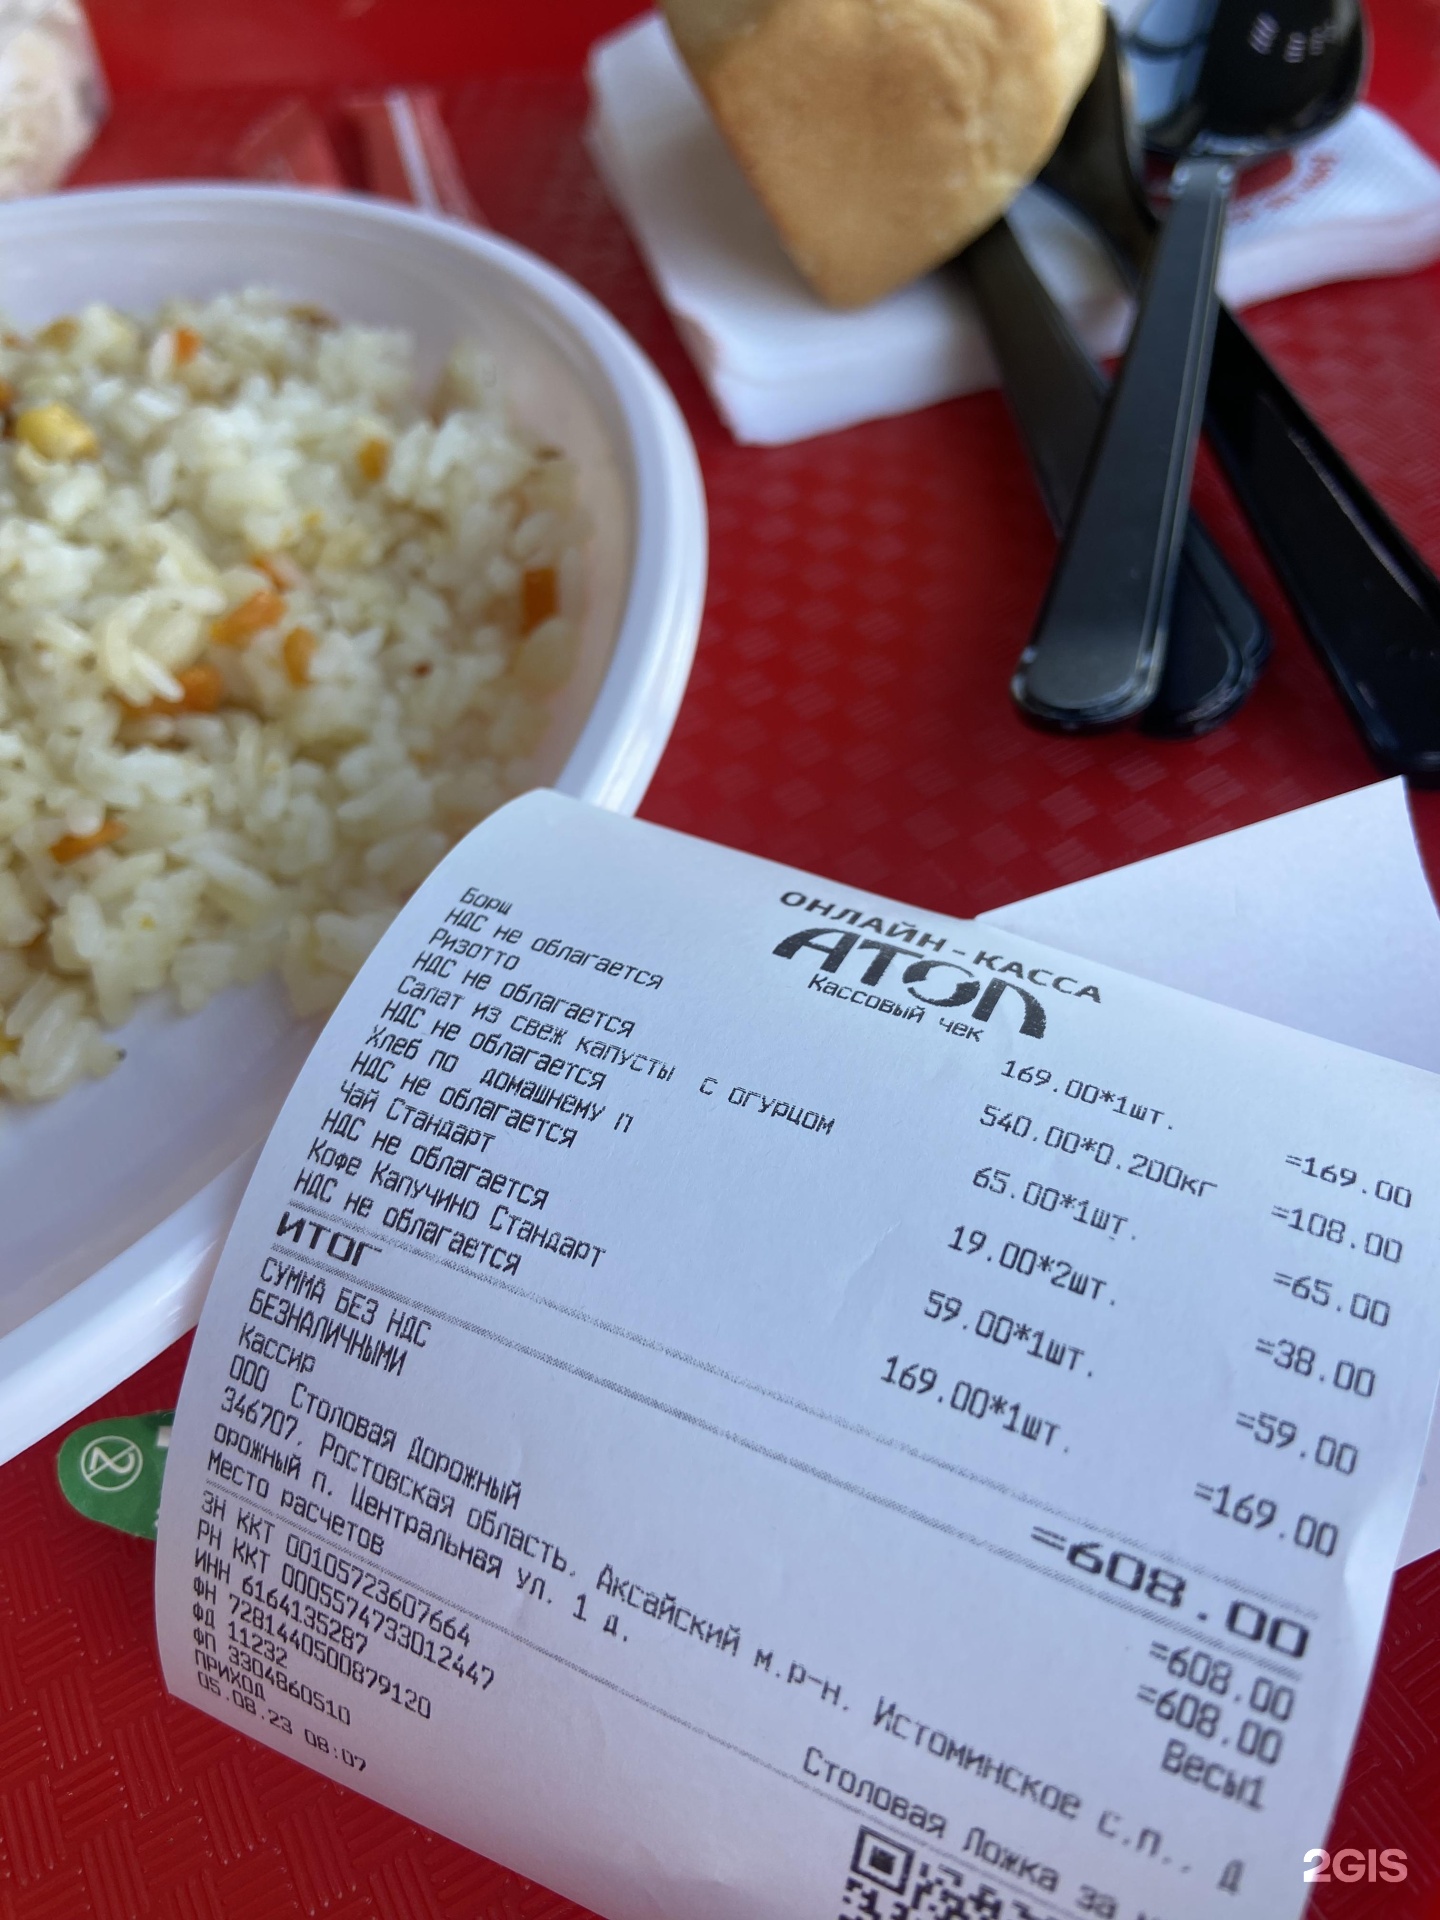 ОНЛАЙН-КАССА
АТОЛ
Кассовый чек
Борщ
169.00*1шт. =169.00
НДС не облагается
Ризотто
540.00*0.200кг =108.00
НДС не облагается
Салат из свеж капусты с огурцом
65.00*1шт. =65.00
НДС не облагается
Хлеб по домашнему п
19.00*2шт. =38.00
НДС не облагается
Чай Стандарт
59.00*1шт. =59.00
НДС не облагается
Кофе Капучино Стандарт
169.00*1шт. =169.00
НДС не облагается
ИТОГ =608.00
СУММА БЕЗ НДС =608.00
БЕЗНАЛИЧНЫМИ =608.00
Кассир Весы1
ООО Столовая Дорожный
346707, Ростовская область, Аксайский м.р-н, Истоминское с.п., Д
орожный п. Центральная ул. 1 д.
Место расчетов Столовая Ложка за
ЗН ККТ 00105723607664
РН ККТ 0005574733012447
ИНН 6164135287
ФН 7281440500879120
ФД 11232
ФП 3304860510
ПРИХОД
05.08.23 08:07
2GIS